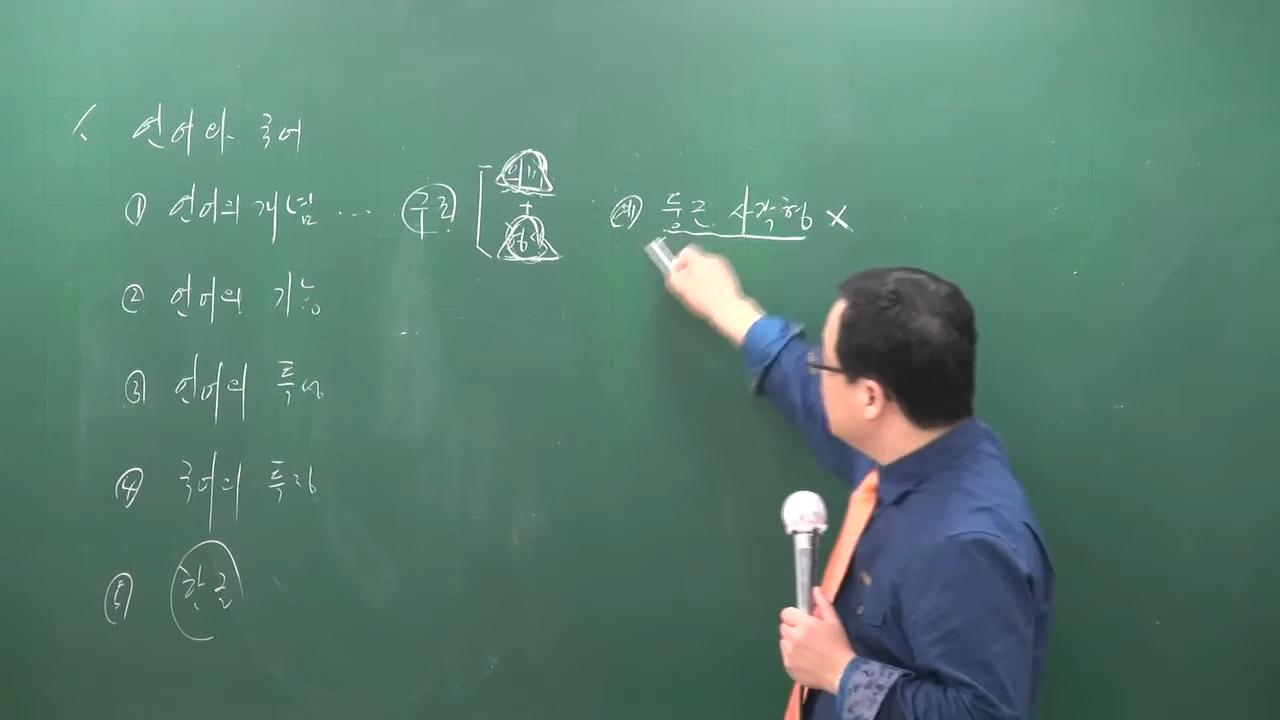 언어와 국어
① 언어의 개념 … 구조 [ 의미 + 형식 예 둥근 사각형 ×
② 언어의 기능
③ 언어의 특성
④ 국어의 특징
⑤ 한글